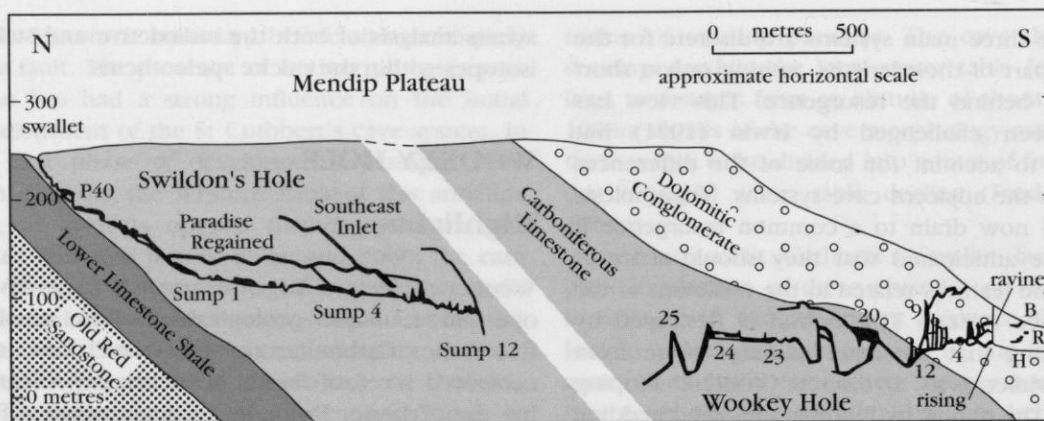 N
0 metres 500
S
approximate horizontal scale
Mendip Plateau
300
swallet
P40
200
100
0 metres
Swildon's Hole
Paradise
Regained
Southeast
Inlet
Sump 1
Sump 4
Sump 12
Lower Limestone Shale
Old Red
Sandstone
Carboniferous
Limestone
Dolomitic
Conglomerate
25
24
23
22
20
9
12
4
ravine
B
R
H
rising
Wookey Hole